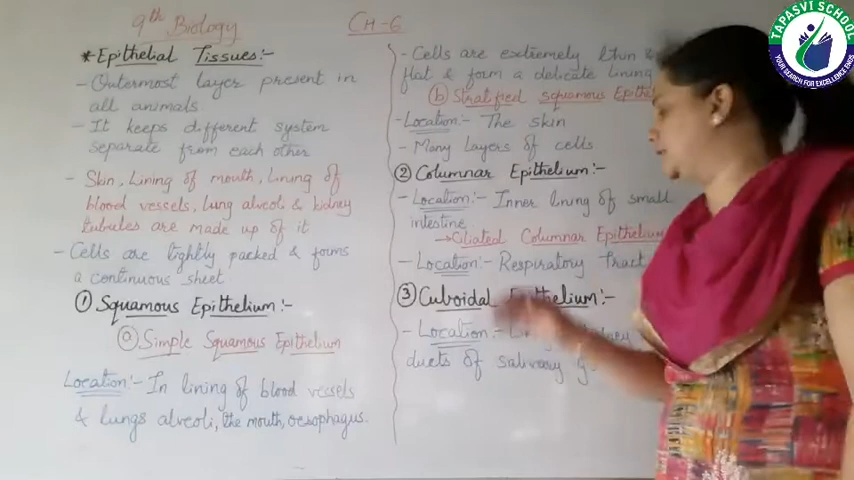 9th Biology
CH-6
*Epithelial Tissues:-
- Outermost layer present in
all animals
- It keeps different system
separate from each other
- Skin, Lining of mouth, Lining of
blood vessels, Lung alveoli & kidney
tubules are made up of it
- Cells are tightly packed & forms
a continuous sheet
① Squamous Epithelium:-
ⓐ Simple Squamous Epithelium
Location:- In lining of blood vessels
& lungs alveoli, the mouth, oesophagus.
- Cells are extremely thin &
flat & form a delicate lining
ⓑ Stratified squamous
Location:- The skin
- Many Layers of cells
② Columnar Epithelium:-
- Location:- Inner lining of small
intestine
→ Ciliated Columnar Epithelium
- Location:- Respiratory Tract
③ Cuboidal Epithelium:-
- Location:-
ducts of salivary
TAPASVI SCHOOL
YOUR SEARCH FOR EXCELLENCE ENDS